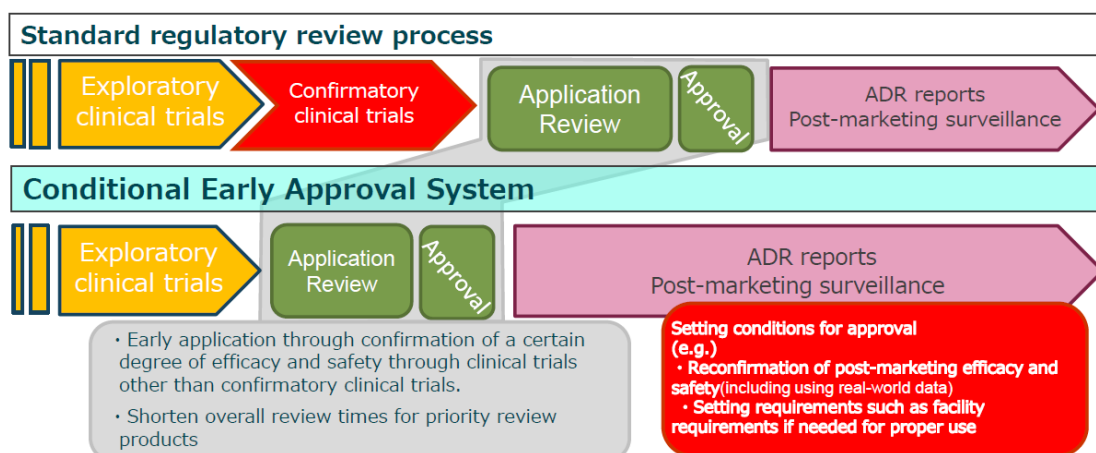 Standard regulatory review process
Exploratory
clinical trials
Confirmatory
clinical trials
Application
Review
Approval
ADR reports
Post-marketing surveillance
Conditional Early Approval System
Exploratory
clinical trials
Application
Review
Approval
ADR reports
Post-marketing surveillance
・Early application through confirmation of a certain
degree of efficacy and safety through clinical trials
other than confirmatory clinical trials.
・Shorten overall review times for priority review
products
Setting conditions for approval
(e.g.)
・Reconfirmation of post-marketing efficacy and
safety(including using real-world data)
・Setting requirements such as facility
requirements if needed for proper use